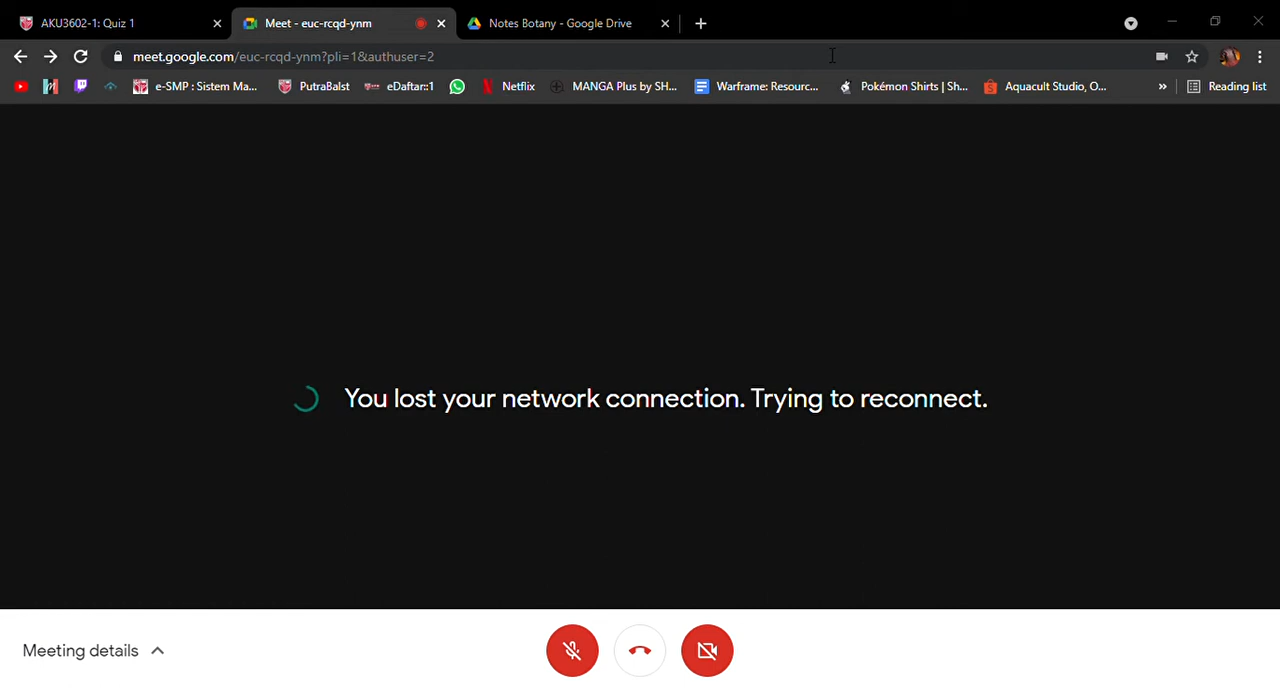 AKU3602-1: Quiz 1
Meet - euc-rcqd-ynm
Notes Botany - Google Drive
meet.google.com/euc-rcqd-ynm?pli=1&authuser=2
e-SMP : Sistem Ma...
PutraBalst
eDaftar::1
Netflix
MANGA Plus by SH...
Warframe: Resourc...
Pokémon Shirts | Sh...
Aquacult Studio, O...
»
Reading list
You lost your network connection. Trying to reconnect.
Meeting details